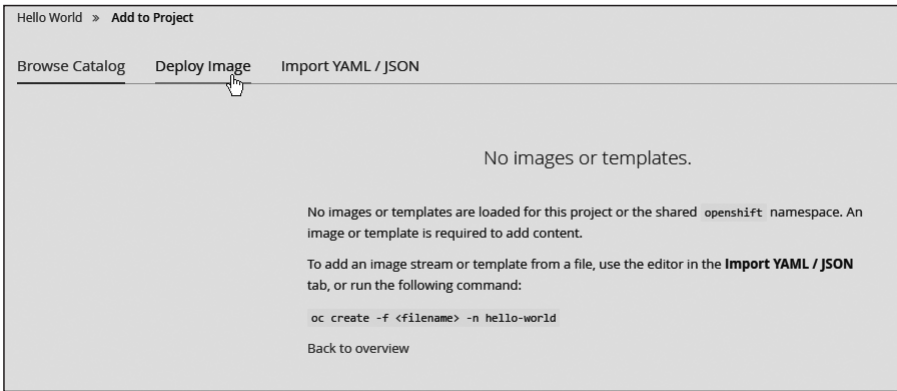 Hello World » Add to Project
Browse Catalog Deploy Image Import YAML / JSON
No images or templates.
No images or templates are loaded for this project or the shared openshift namespace. An
image or template is required to add content.
To add an image stream or template from a file, use the editor in the Import YAML / JSON
tab, or run the following command:
oc create -f <filename> -n hello-world
Back to overview